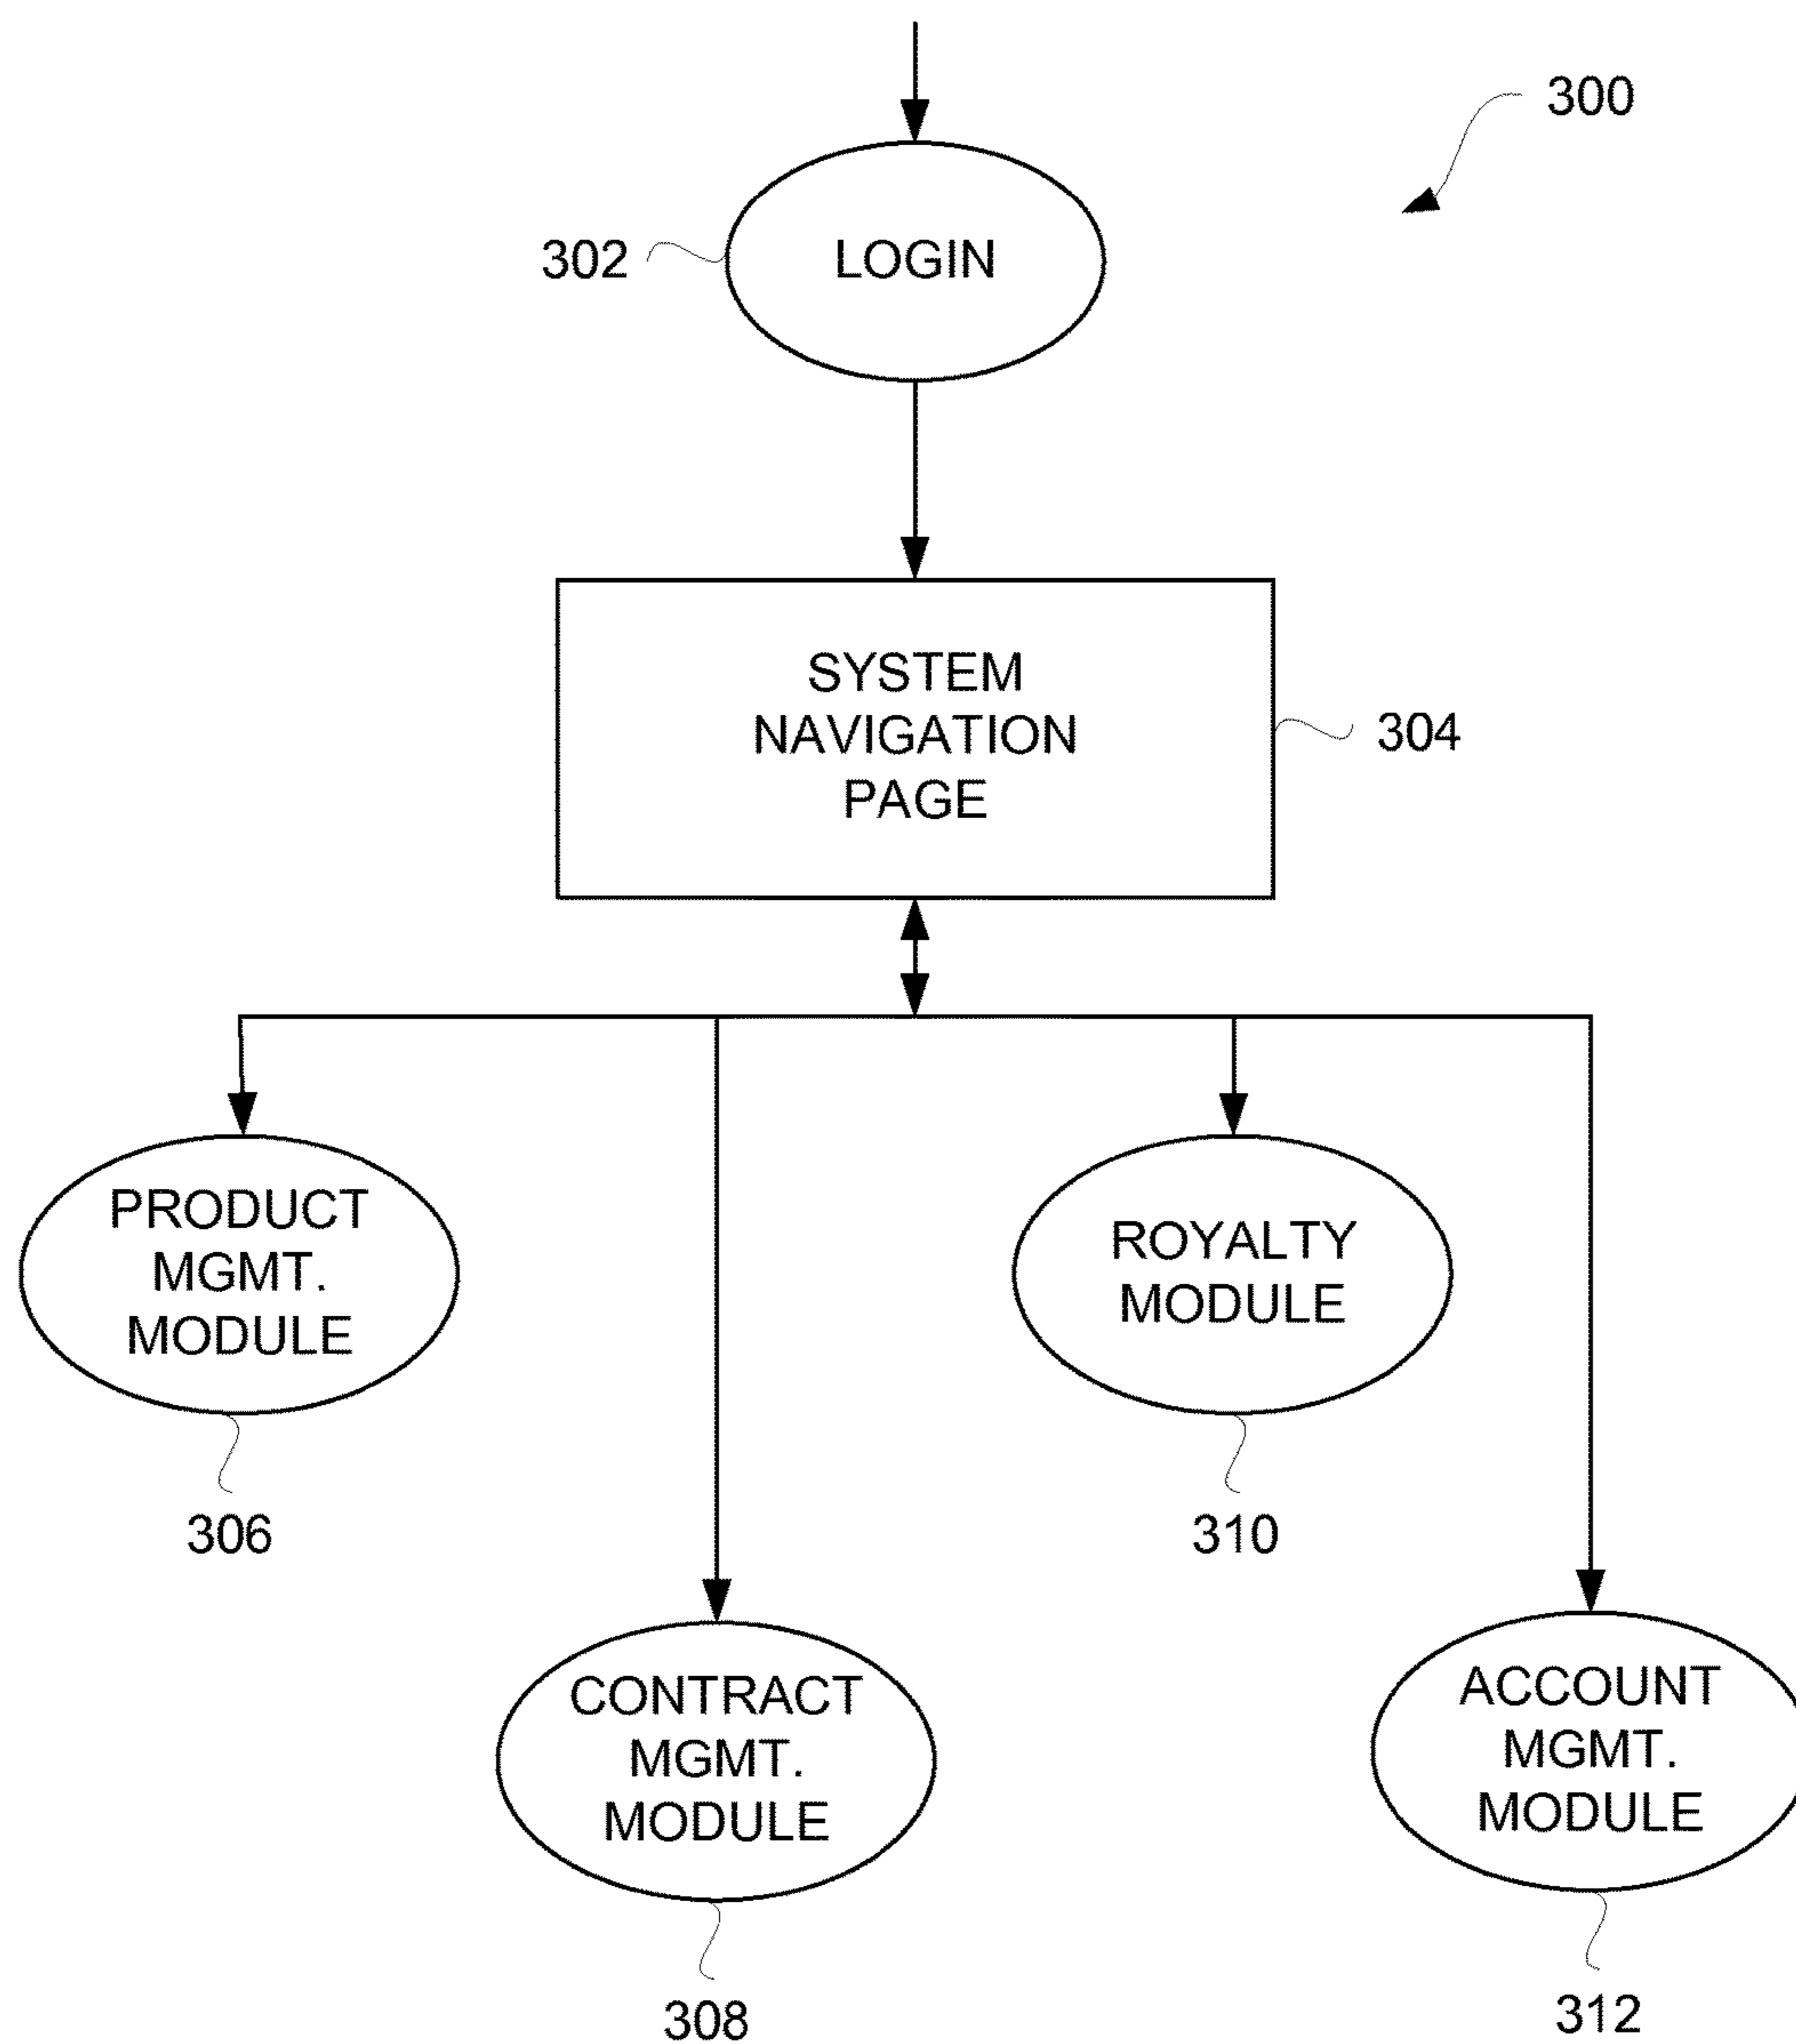 300
302
LOGIN
SYSTEM
NAVIGATION
PAGE
304
PRODUCT
MGMT.
MODULE
306
ROYALTY
MODULE
310
CONTRACT
MGMT.
MODULE
308
ACCOUNT
MGMT.
MODULE
312